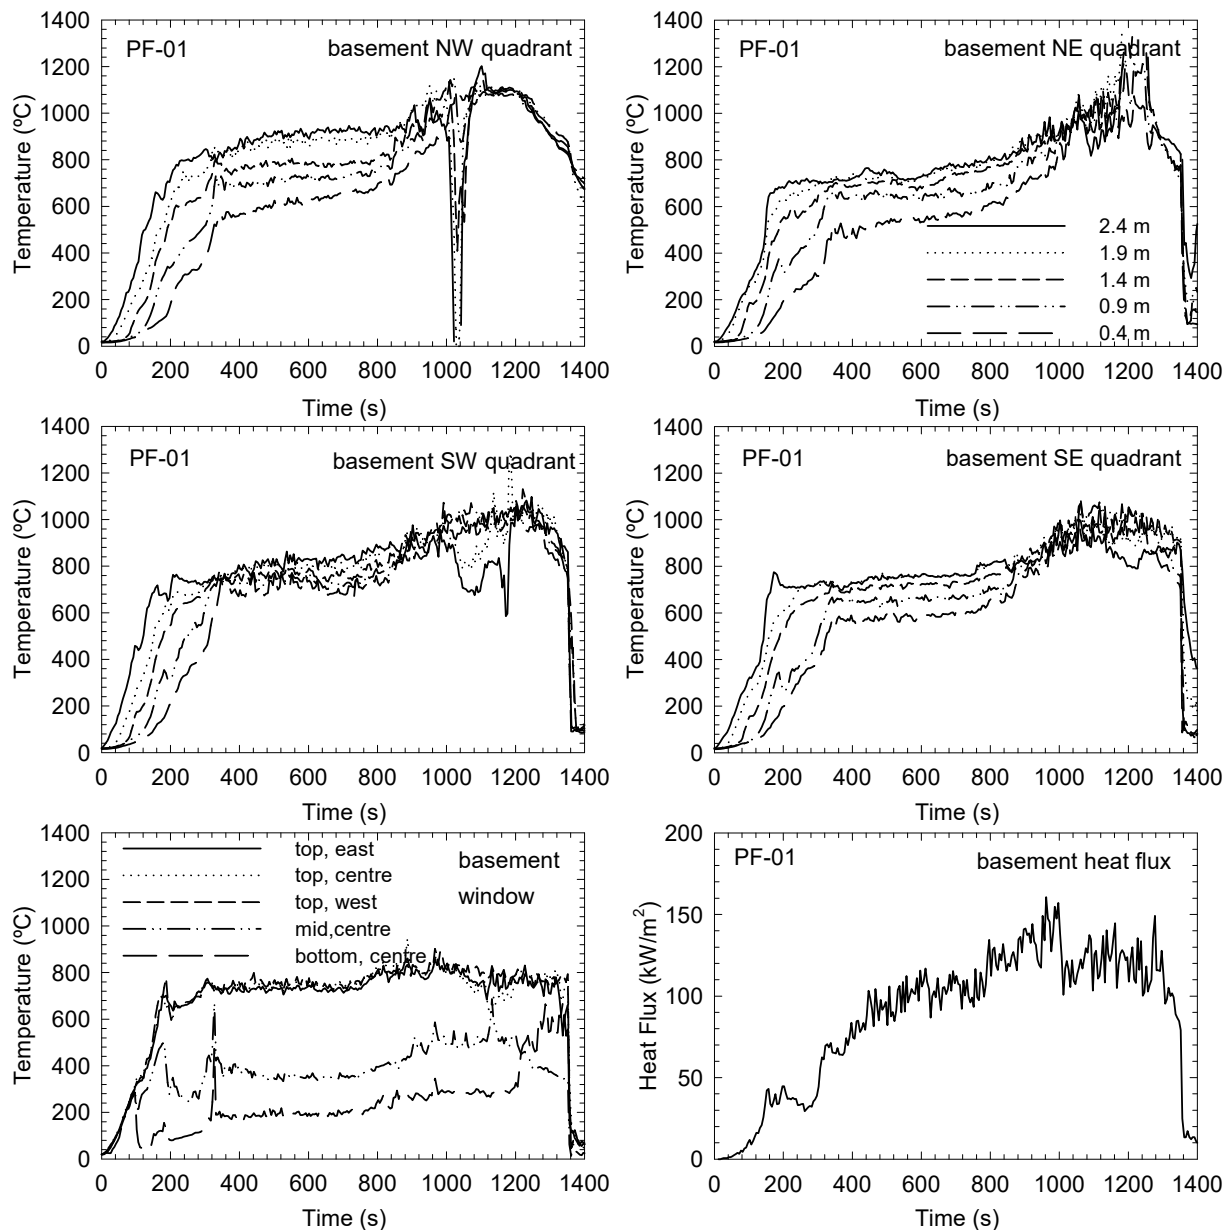 PF-01 basement NW quadrant
Temperature (ºC)
1400
1200
1000
800
600
400
200
0
0 200 400 600 800 1000 1200 1400
Time (s)
PF-01 basement NE quadrant
Temperature (ºC)
1400
1200
1000
800
600
400
200
0
2.4 m
1.9 m
1.4 m
0.9 m
0.4 m
0 200 400 600 800 1000 1200 1400
Time (s)
PF-01 basement SW quadrant
Temperature (ºC)
1400
1200
1000
800
600
400
200
0
0 200 400 600 800 1000 1200 1400
Time (s)
PF-01 basement SE quadrant
Temperature (ºC)
1400
1200
1000
800
600
400
200
0
0 200 400 600 800 1000 1200 1400
Time (s)
Temperature (ºC)
1400
1200
1000
800
600
400
200
0
top, east
top, centre
top, west
mid,centre
bottom, centre
basement
window
0 200 400 600 800 1000 1200 1400
Time (s)
PF-01 basement heat flux
Heat Flux (kW/m²)
200
150
100
50
0
0 200 400 600 800 1000 1200 1400
Time (s)